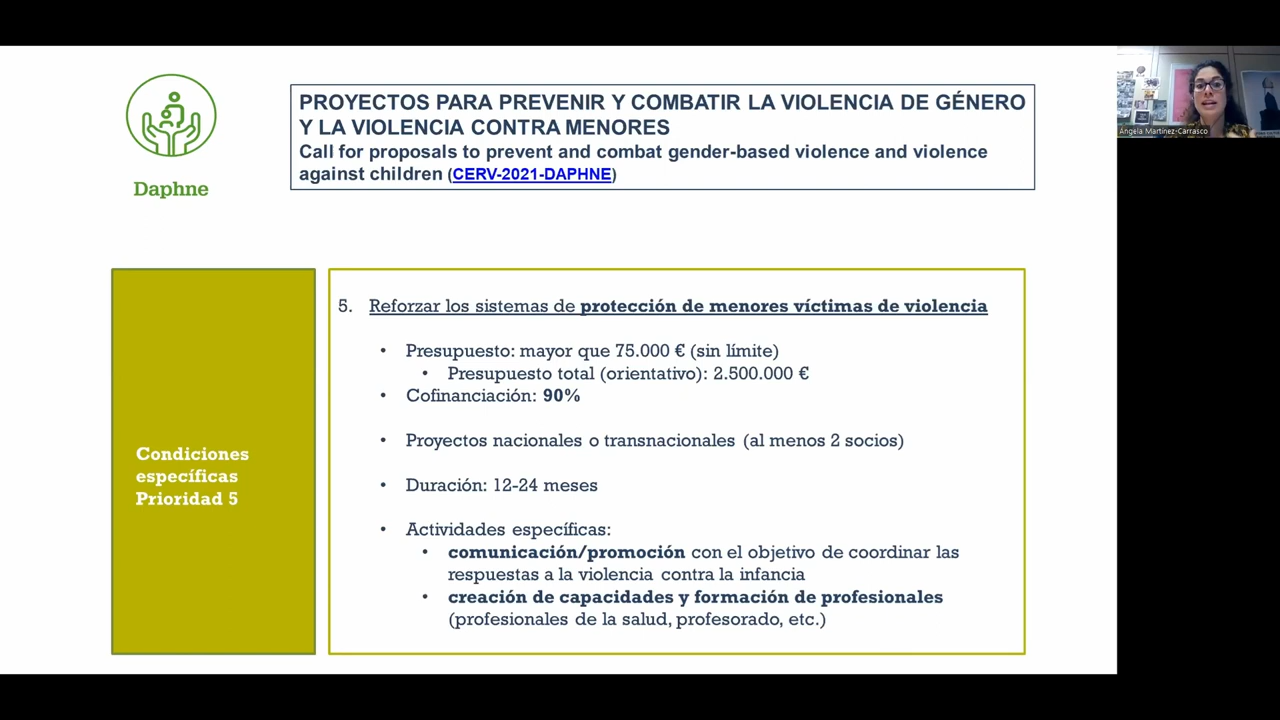 Daphne
PROYECTOS PARA PREVENIR Y COMBATIR LA VIOLENCIA DE GÉNERO
Y LA VIOLENCIA CONTRA MENORES
Call for proposals to prevent and combat gender-based violence and violence
against children (CERV-2021-DAPHNE)
Angela Martínez-Carrasco
Condiciones
específicas
Prioridad 5
5. Reforzar los sistemas de protección de menores víctimas de violencia
• Presupuesto: mayor que 75.000 € (sin límite)
• Presupuesto total (orientativo): 2.500.000 €
• Cofinanciación: 90%
• Proyectos nacionales o transnacionales (al menos 2 socios)
• Duración: 12-24 meses
• Actividades específicas:
• comunicación/promoción con el objetivo de coordinar las
respuestas a la violencia contra la infancia
• creación de capacidades y formación de profesionales
(profesionales de la salud, profesorado, etc.)